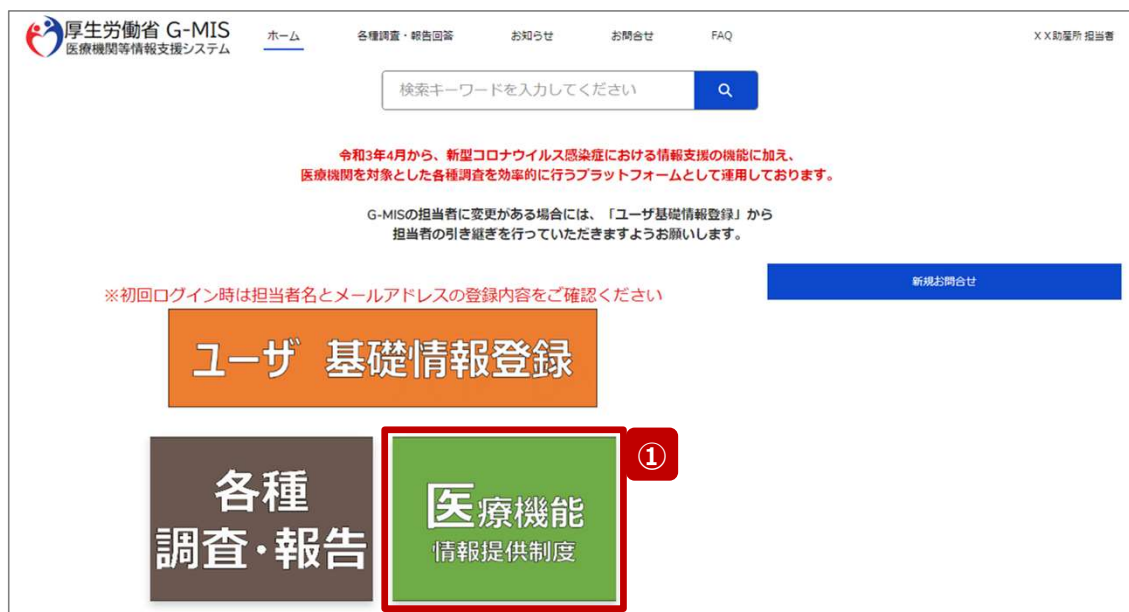 厚生労働省 G-MIS
医療機関等情報支援システム
ホーム
各種調査・報告回答
お知らせ
お問合せ
FAQ
XX助産所 担当者
検索キーワードを入力してください
令和3年4月から、新型コロナウイルス感染症における情報支援の機能に加え、
医療機関を対象とした各種調査を効率的に行うプラットフォームとして運用しております。
G-MISの担当者に変更がある場合には、「ユーザ基礎情報登録」から
担当者の引き継ぎを行っていただきますようお願いします。
新規お問合せ
※初回ログイン時は担当者名とメールアドレスの登録内容をご確認ください
ユーザ 基礎情報登録
各種
調査・報告
①
医療機能
情報提供制度